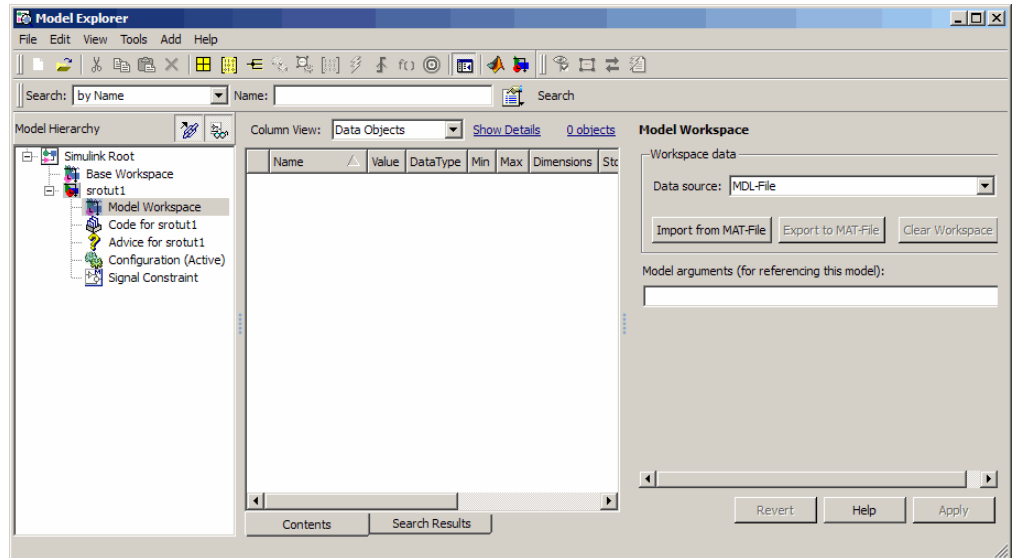 Model Explorer
File Edit View Tools Add Help
f()
Search: by Name Name: Search
Model Hierarchy
Simulink Root
Base Workspace
srotut1
Model Workspace
Code for srotut1
Advice for srotut1
Configuration (Active)
Signal Constraint
Column View: Data Objects Show Details 0 objects
Name Value DataType Min Max Dimensions Sto
Contents Search Results
Model Workspace
Workspace data
Data source: MDL-File
Import from MAT-File Export to MAT-File Clear Workspace
Model arguments (for referencing this model):
Revert Help Apply